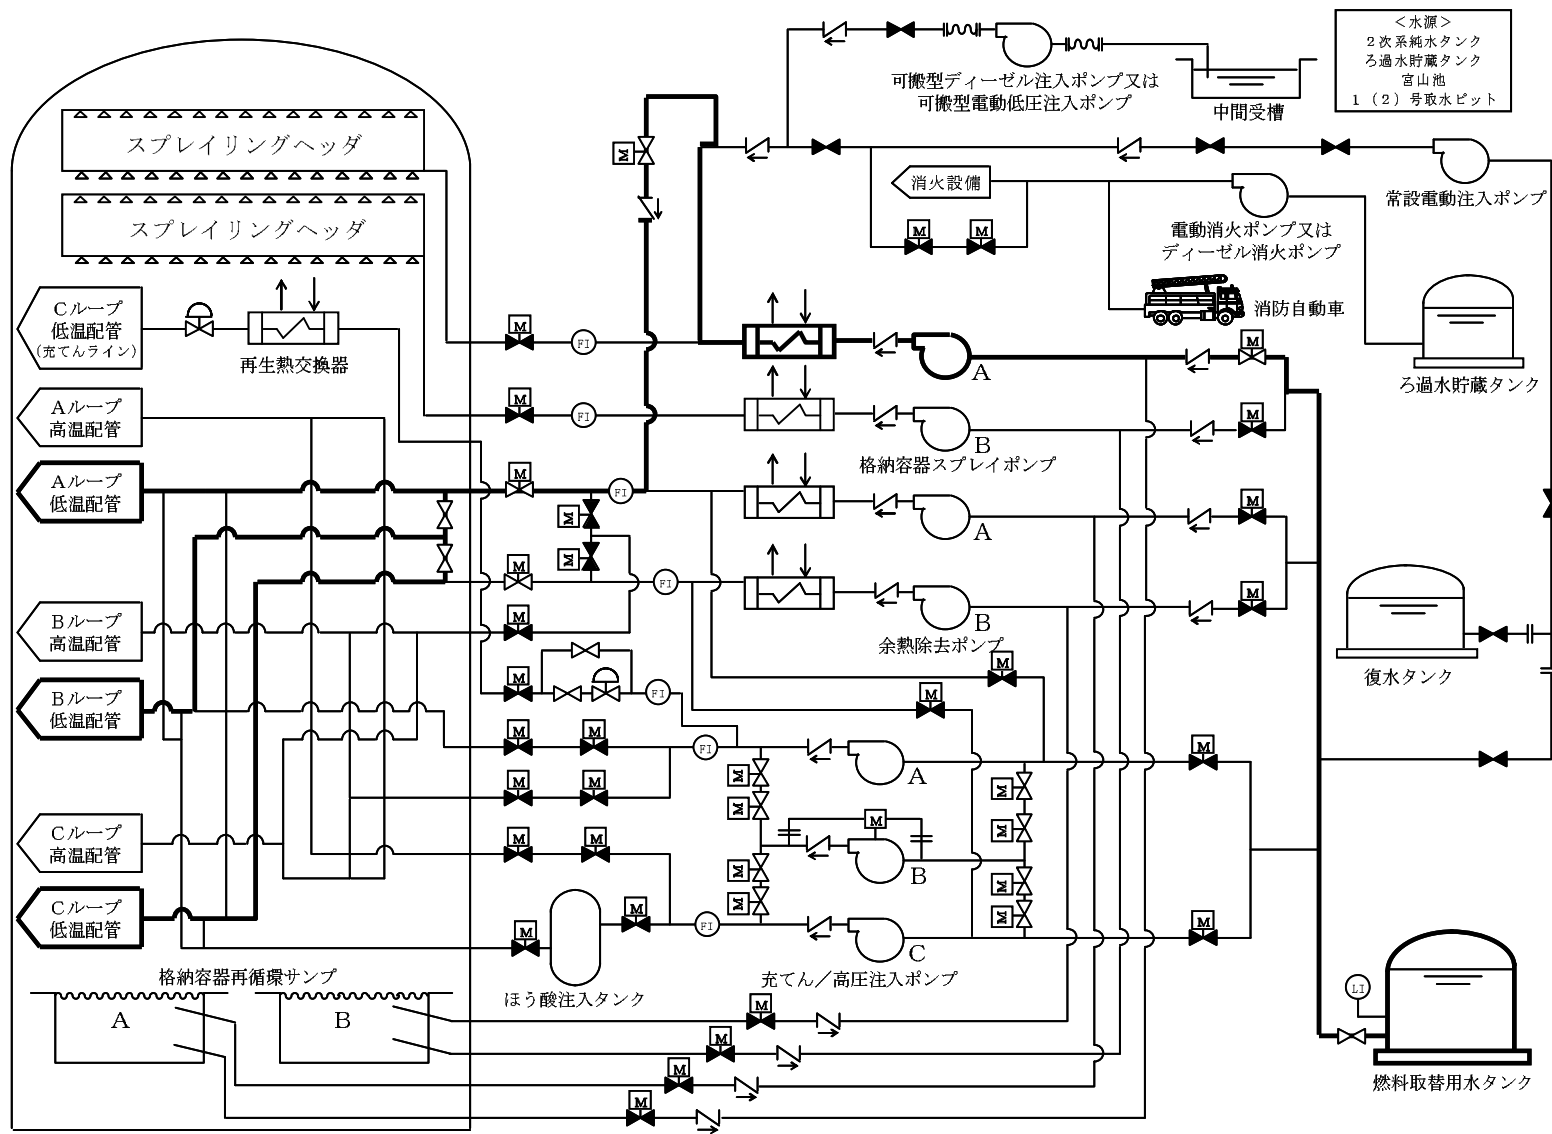 ＜水源＞
２次系純水タンク
ろ過水貯蔵タンク
宮山池
１（２）号取水ピット
可搬型ディーゼル注入ポンプ又は
可搬型電動低圧注入ポンプ
中間受槽
スプレイリングヘッダ
M
消火設備
常設電動注入ポンプ
スプレイリングヘッダ
M
M
電動消火ポンプ又は
ディーゼル消火ポンプ
消防自動車
Cループ
低温配管
(充てんライン)
再生熱交換器
M
FI
A
M
ろ過水貯蔵タンク
Aループ
高温配管
M
FI
B
M
格納容器スプレイポンプ
Aループ
低温配管
M
FI
M
A
M
M
M
FI
B
M
余熱除去ポンプ
Bループ
高温配管
M
M
復水タンク
Bループ
低温配管
M
FI
M
M
M
FI
A
M
M
M
M
M
M
M
M
B
Cループ
高温配管
M
M
M
M
M
M
Cループ
低温配管
M
M
FI
C
M
ほう酸注入タンク
充てん／高圧注入ポンプ
格納容器再循環サンプ
A
B
M
M
M
M
LI
燃料取替用水タンク